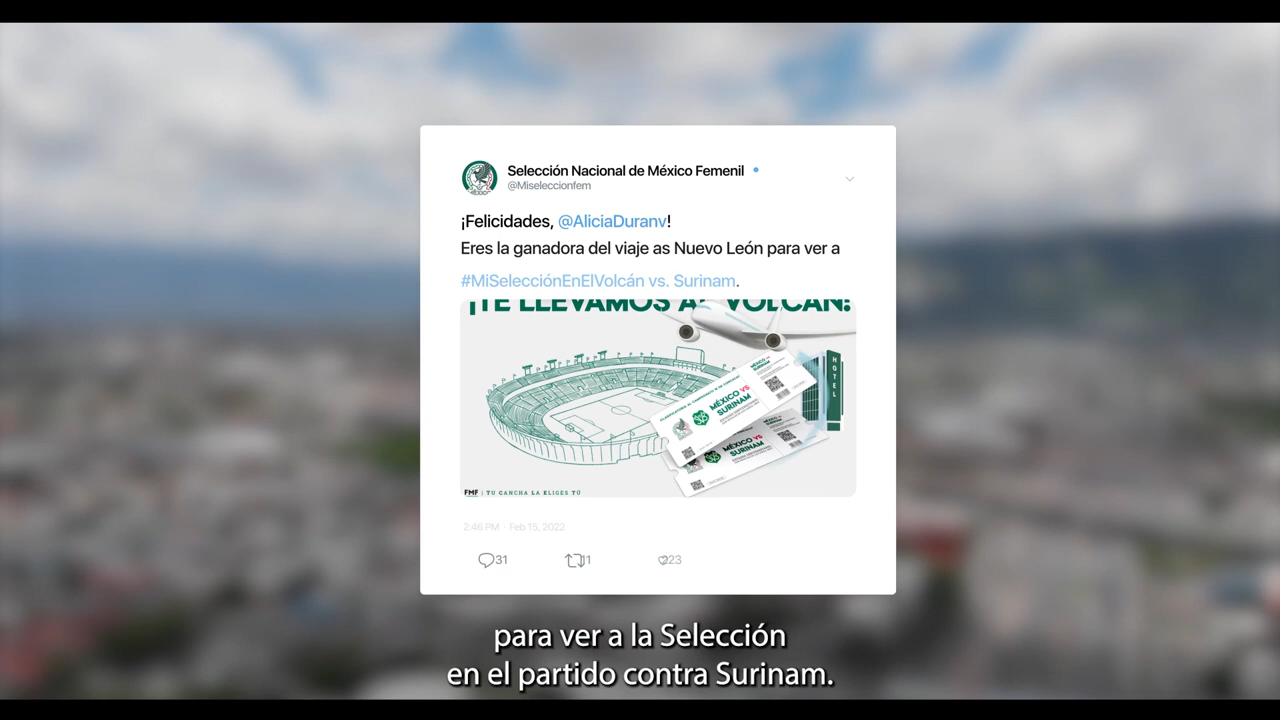 Selección Nacional de México Femenil
@Miseleccionfem
¡Felicidades, @AliciaDuranv!
Eres la ganadora del viaje as Nuevo León para ver a
#MiSelecciónEnElVolcán vs. Surinam.
¡TE LLEVAMOS AL VOLCÁN!
HOTEL
MÉXICO VS
SURINAM
MÉXICO VS
SURINAM
FMF | TU CANCHA LA ELIGES TÚ
2:46 PM · Feb 15, 2022
31
11
223
para ver a la Selección
en el partido contra Surinam.